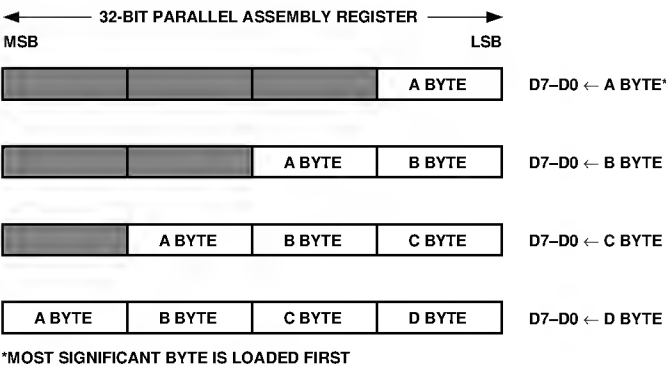 32-BIT PARALLEL ASSEMBLY REGISTER
MSB LSB
A BYTE D7–D0 ← A BYTE*
A BYTE B BYTE D7–D0 ← B BYTE
A BYTE B BYTE C BYTE D7–D0 ← C BYTE
A BYTE B BYTE C BYTE D BYTE D7–D0 ← D BYTE
*MOST SIGNIFICANT BYTE IS LOADED FIRST